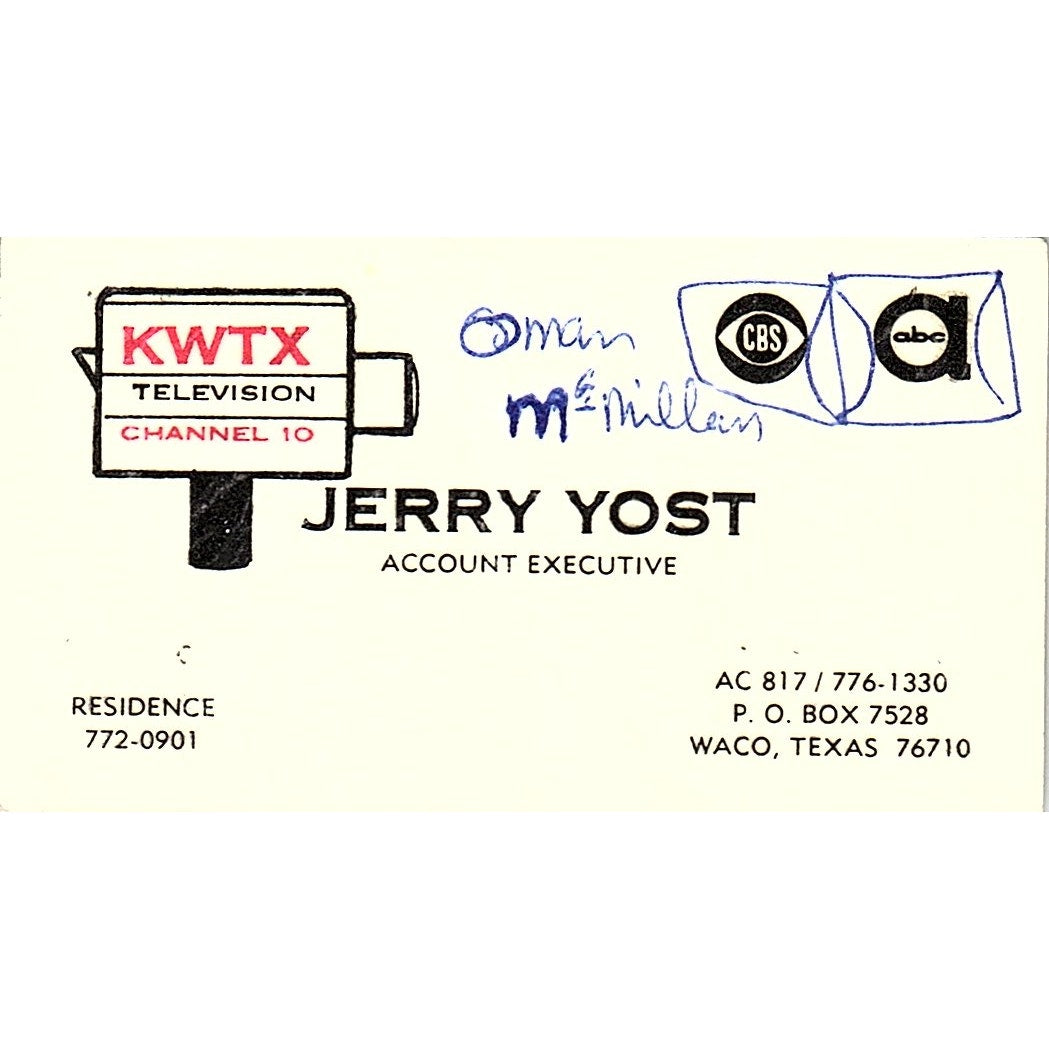 KWTX
TELEVISION
CHANNEL 10
CBS
abc
McMillan
JERRY YOST
ACCOUNT EXECUTIVE
RESIDENCE
772-0901
AC 817 / 776-1330
P. O. BOX 7528
WACO, TEXAS 76710